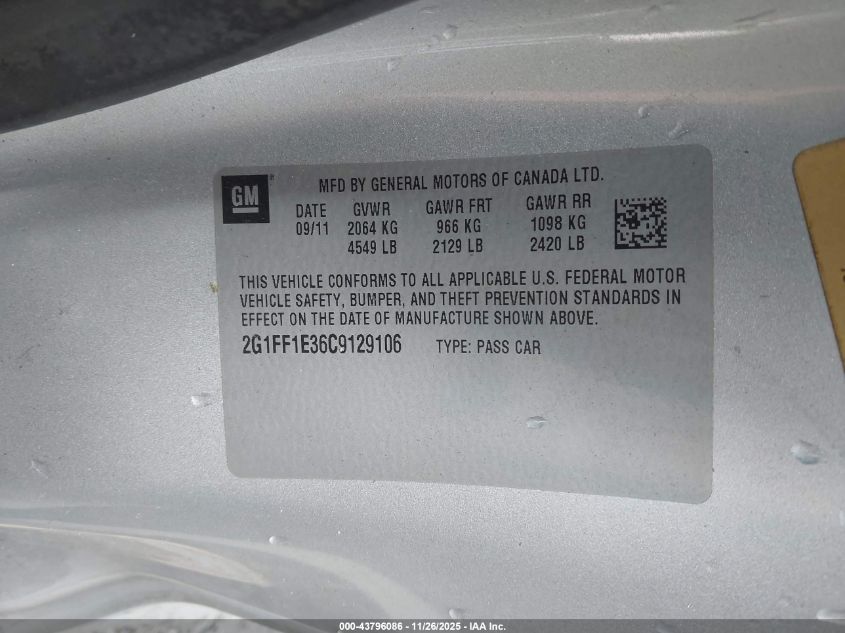 GM
MFD BY GENERAL MOTORS OF CANADA LTD.
DATE GVWR GAWR FRT GAWR RR
09/11 2064 KG 966 KG 1098 KG
4549 LB 2129 LB 2420 LB
THIS VEHICLE CONFORMS TO ALL APPLICABLE U.S. FEDERAL MOTOR
VEHICLE SAFETY, BUMPER, AND THEFT PREVENTION STANDARDS IN
EFFECT ON THE DATE OF MANUFACTURE SHOWN ABOVE.
2G1FF1E36C9129106 TYPE: PASS CAR
000-43796086 - 11/26/2025 - IAA Inc.